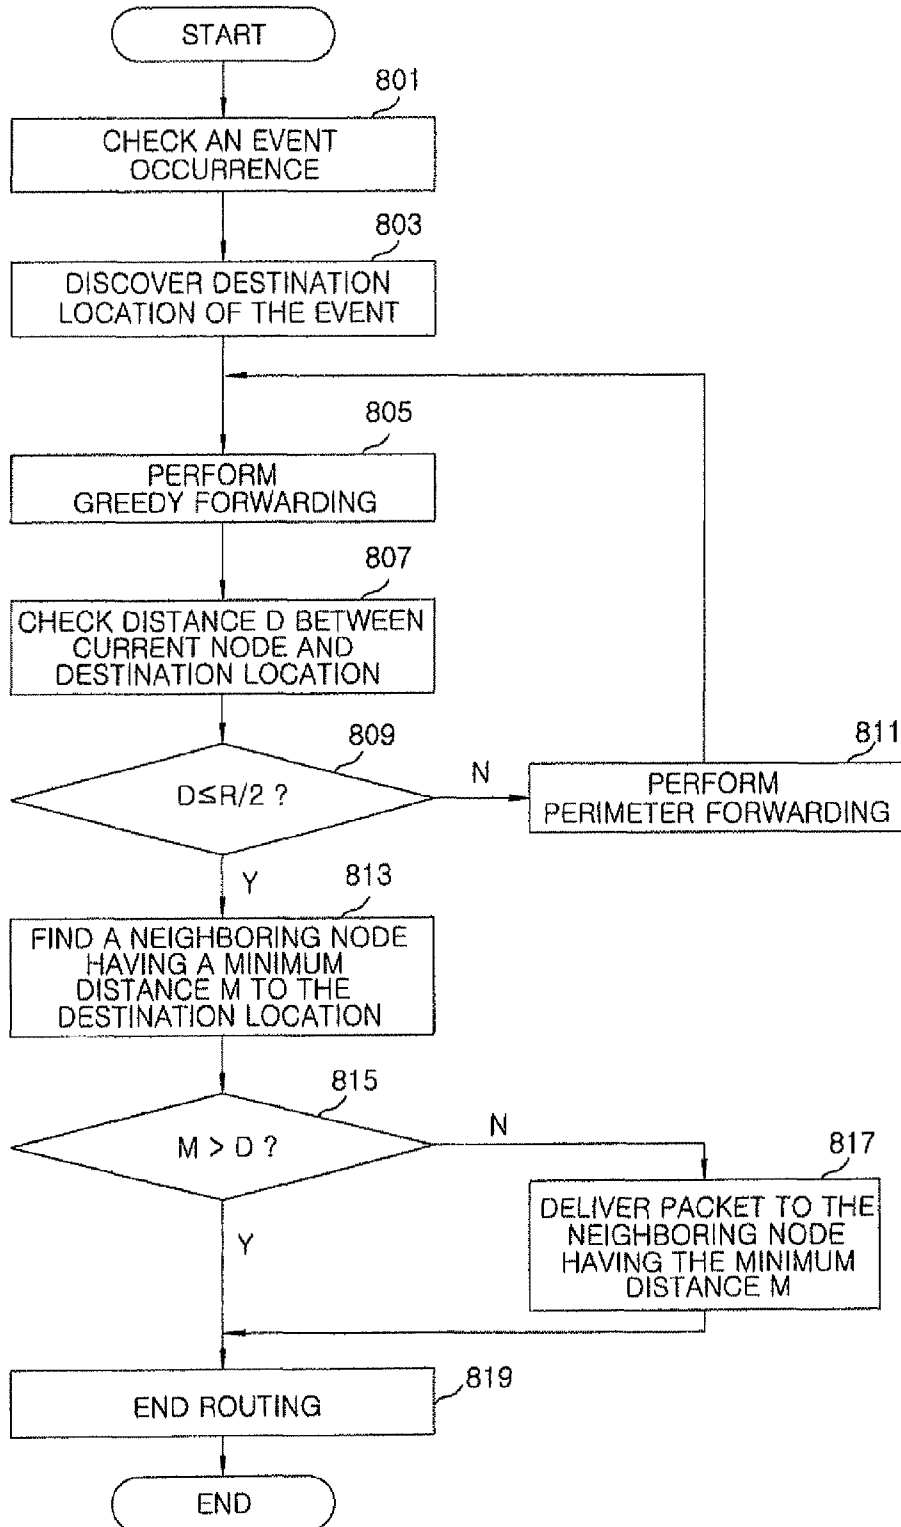 START
801
CHECK AN EVENT
OCCURRENCE
803
DISCOVER DESTINATION
LOCATION OF THE EVENT
805
PERFORM
GREEDY FORWARDING
807
CHECK DISTANCE D BETWEEN
CURRENT NODE AND
DESTINATION LOCATION
809
D≤R/2 ?
N
811
PERFORM
PERIMETER FORWARDING
Y
813
FIND A NEIGHBORING NODE
HAVING A MINIMUM
DISTANCE M TO THE
DESTINATION LOCATION
815
M > D ?
N
817
DELIVER PACKET TO THE
NEIGHBORING NODE
HAVING THE MINIMUM
DISTANCE M
Y
819
END ROUTING
END